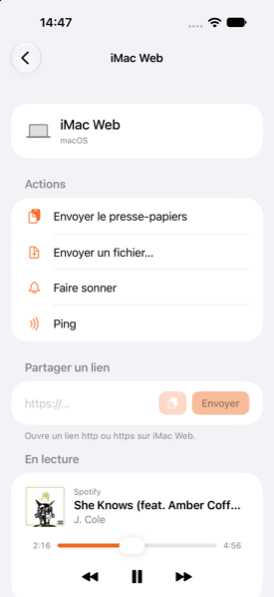 14:47
iMac Web
iMac Web
macOS
Actions
Envoyer le presse-papiers
Envoyer un fichier...
Faire sonner
Ping
Partager un lien
https://...
Envoyer
Ouvre un lien http ou https sur iMac Web.
En lecture
Spotify
She Knows (feat. Amber Coff...
J. Cole
2:16
4:56